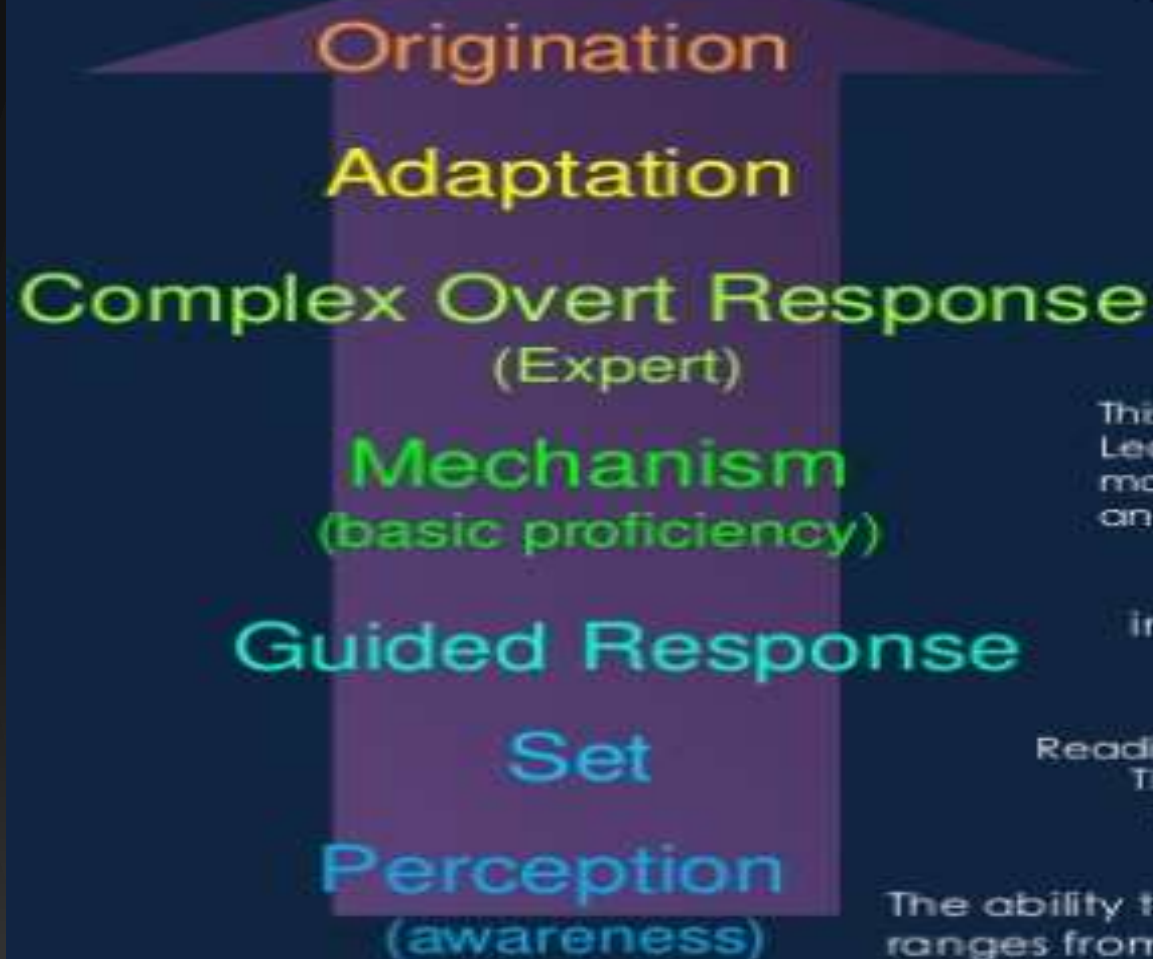 Origination
Adaptation
Complex Overt Response
(Expert)
Mechanism
(basic proficiency)
Guided Response
Set
Perception
(awareness)
The ability
ranges from